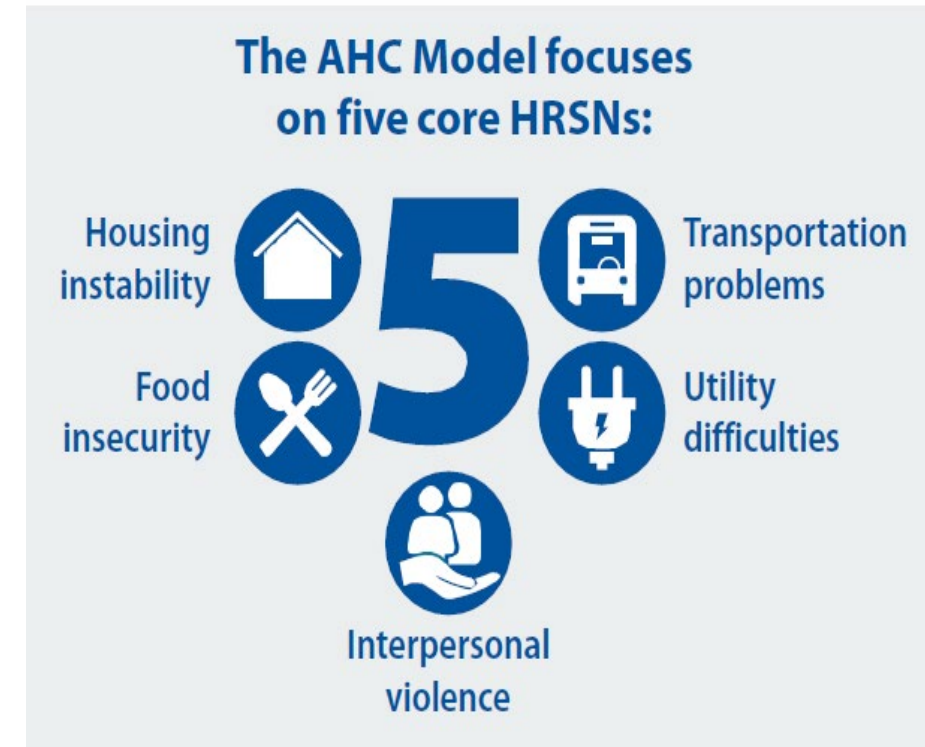 The AHC Model focuses
on five core HRSNs:
Housing
instability
5
Transportation
problems
Food
insecurity
Utility
difficulties
Interpersonal
violence